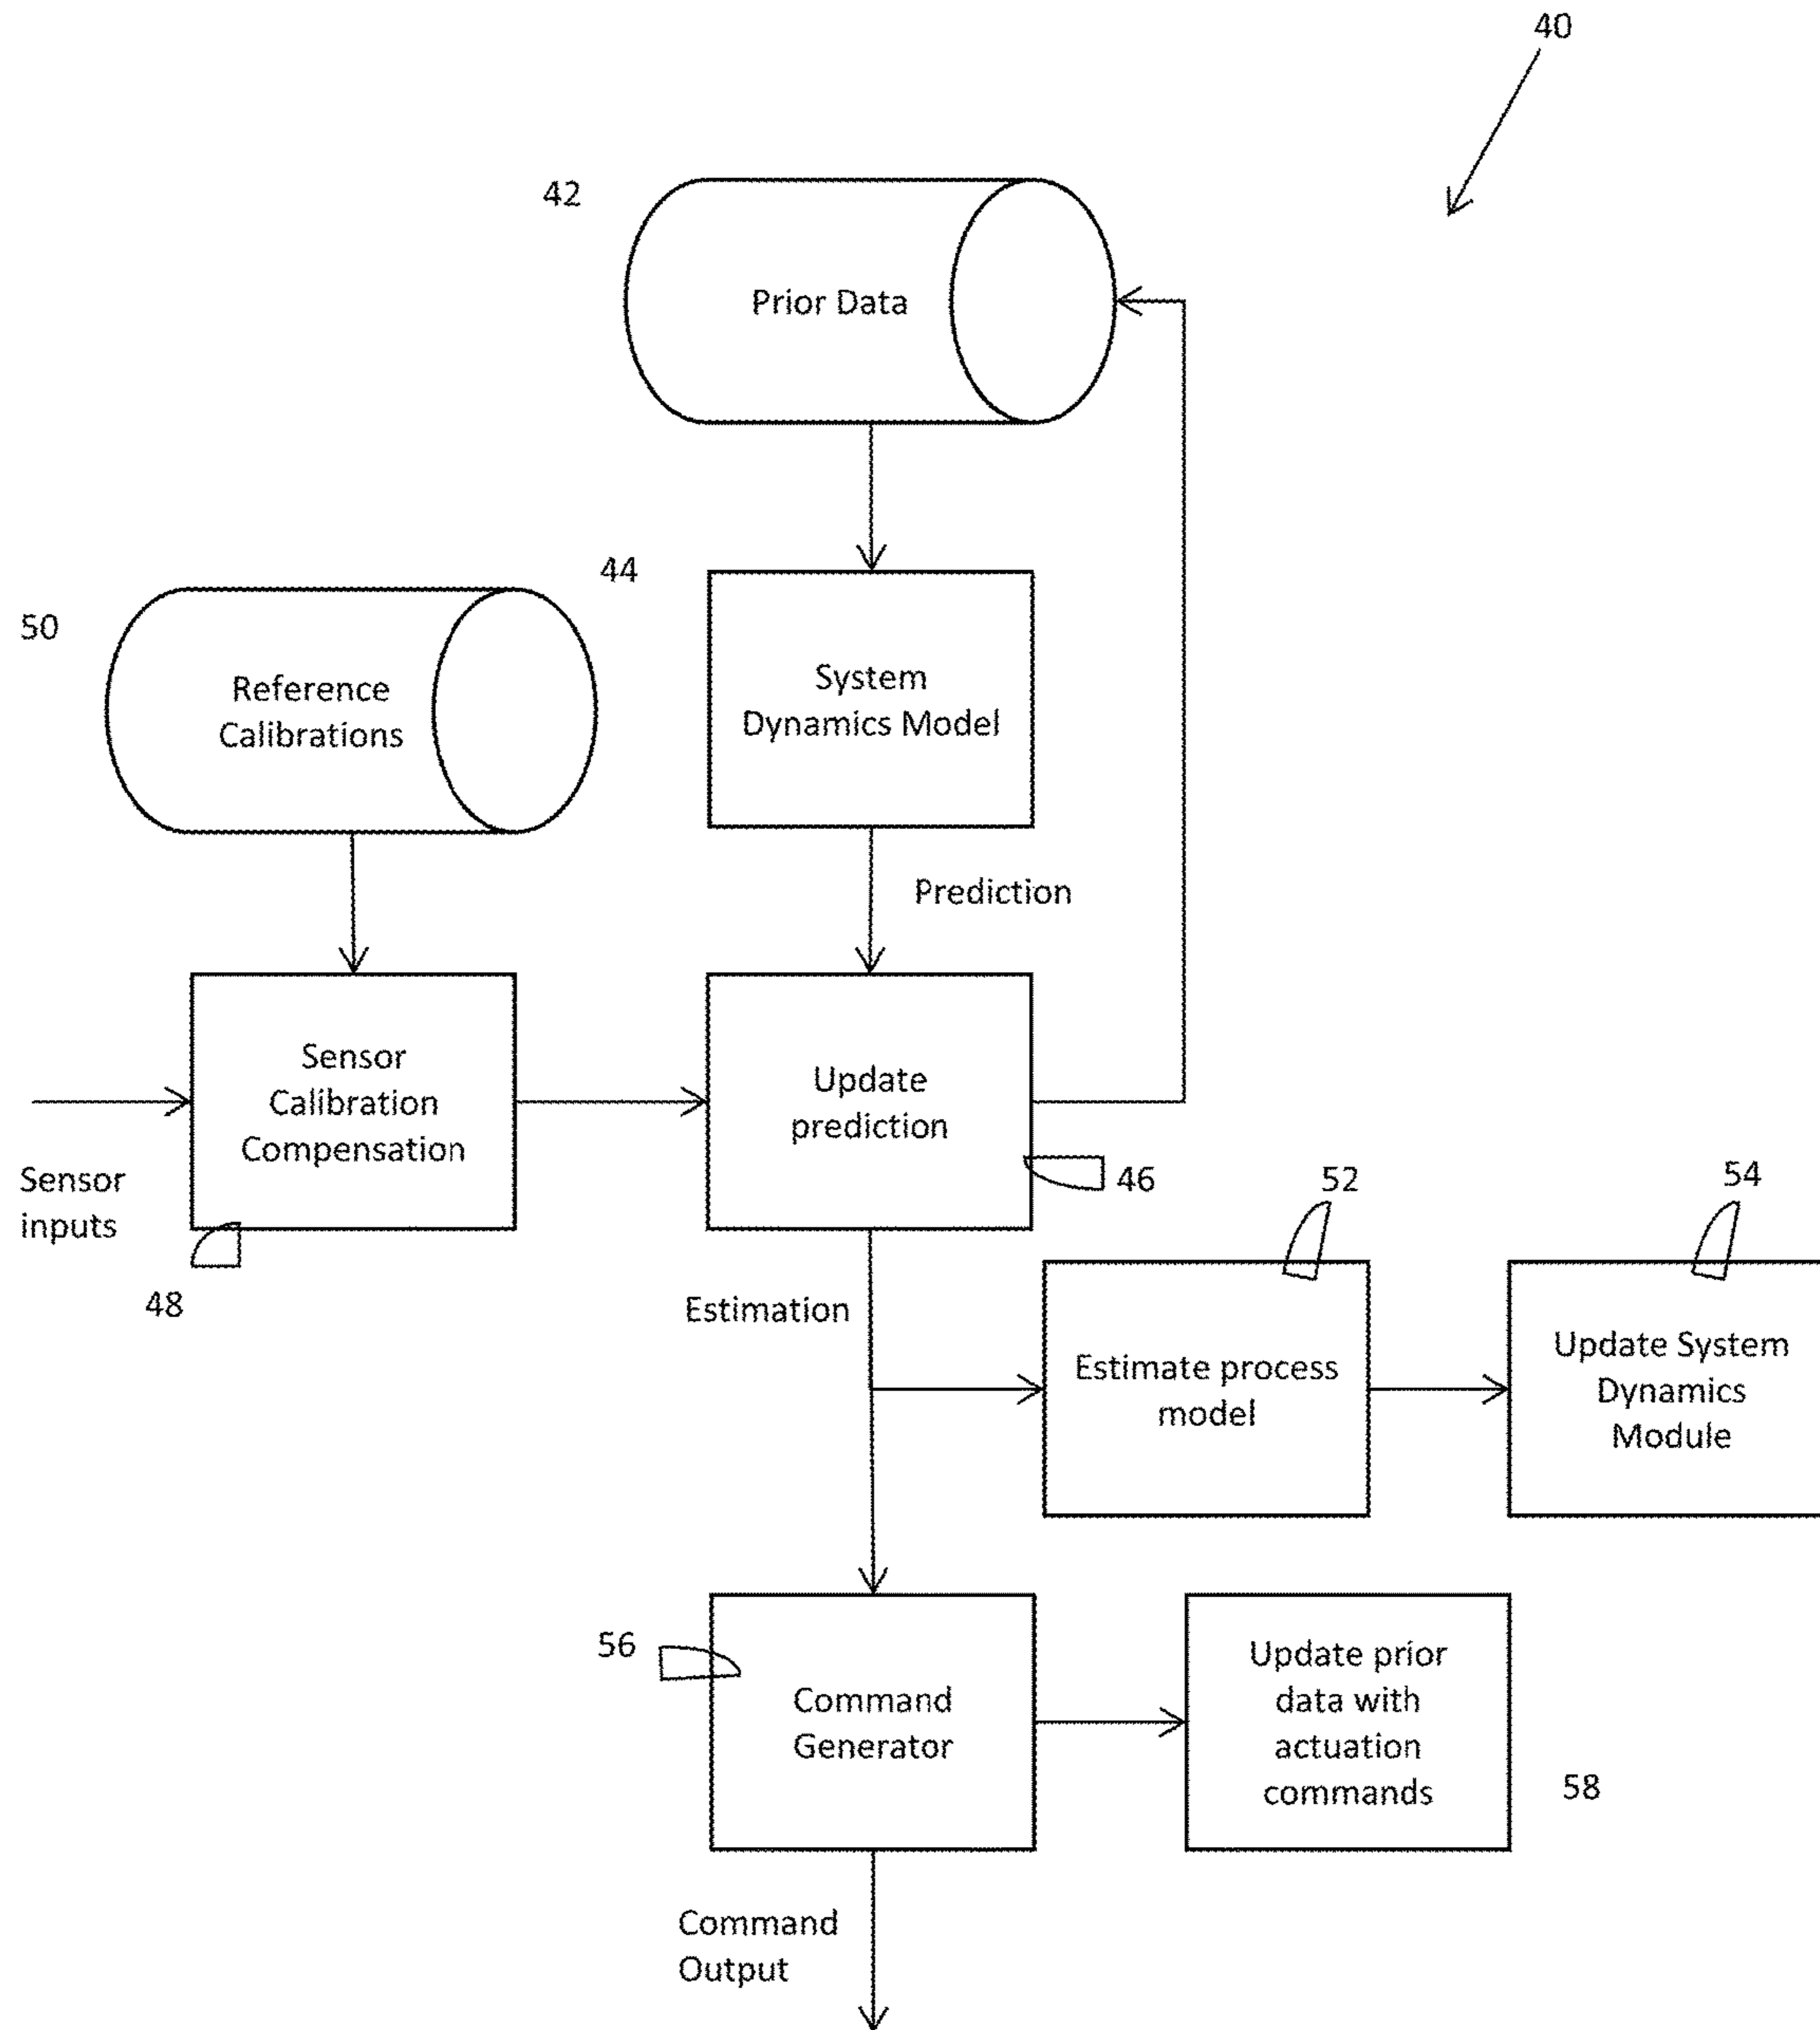 40
42
Prior Data
44
50
Reference
Calibrations
System
Dynamics Model
Prediction
Sensor
Calibration
Compensation
Update
prediction
Sensor
inputs
46
52
54
48
Estimation
Estimate process
model
Update System
Dynamics
Module
56
Command
Generator
Update prior
data with
actuation
commands
58
Command
Output